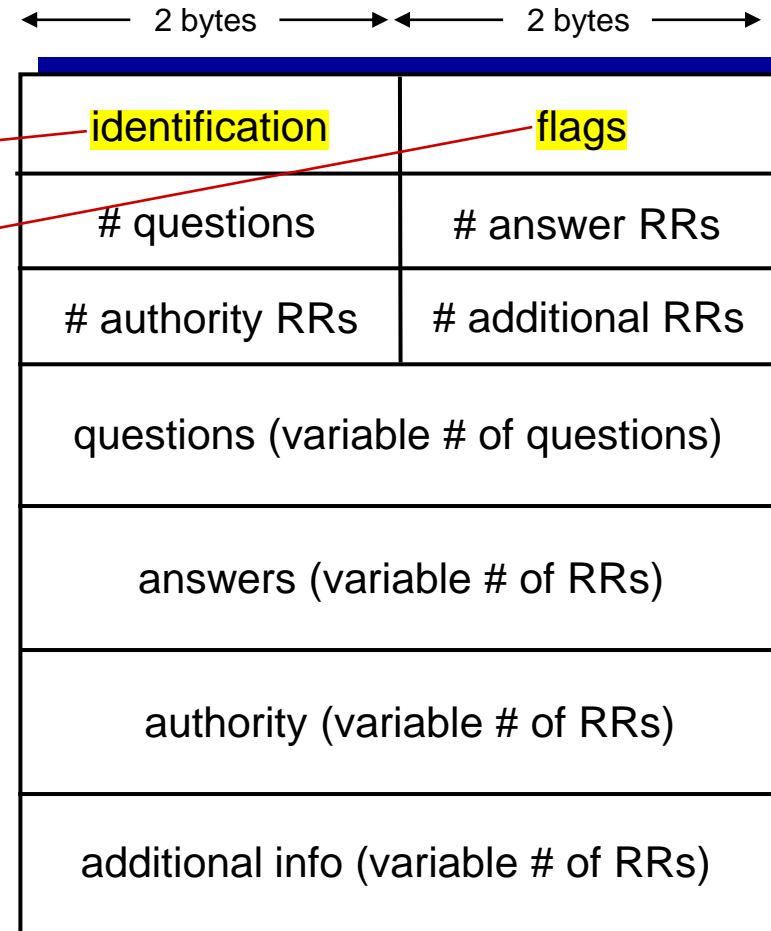 2 bytes 2 bytes
identification flags
# questions # answer RRs
# authority RRs # additional RRs
questions (variable # of questions)
answers (variable # of RRs)
authority (variable # of RRs)
additional info (variable # of RRs)